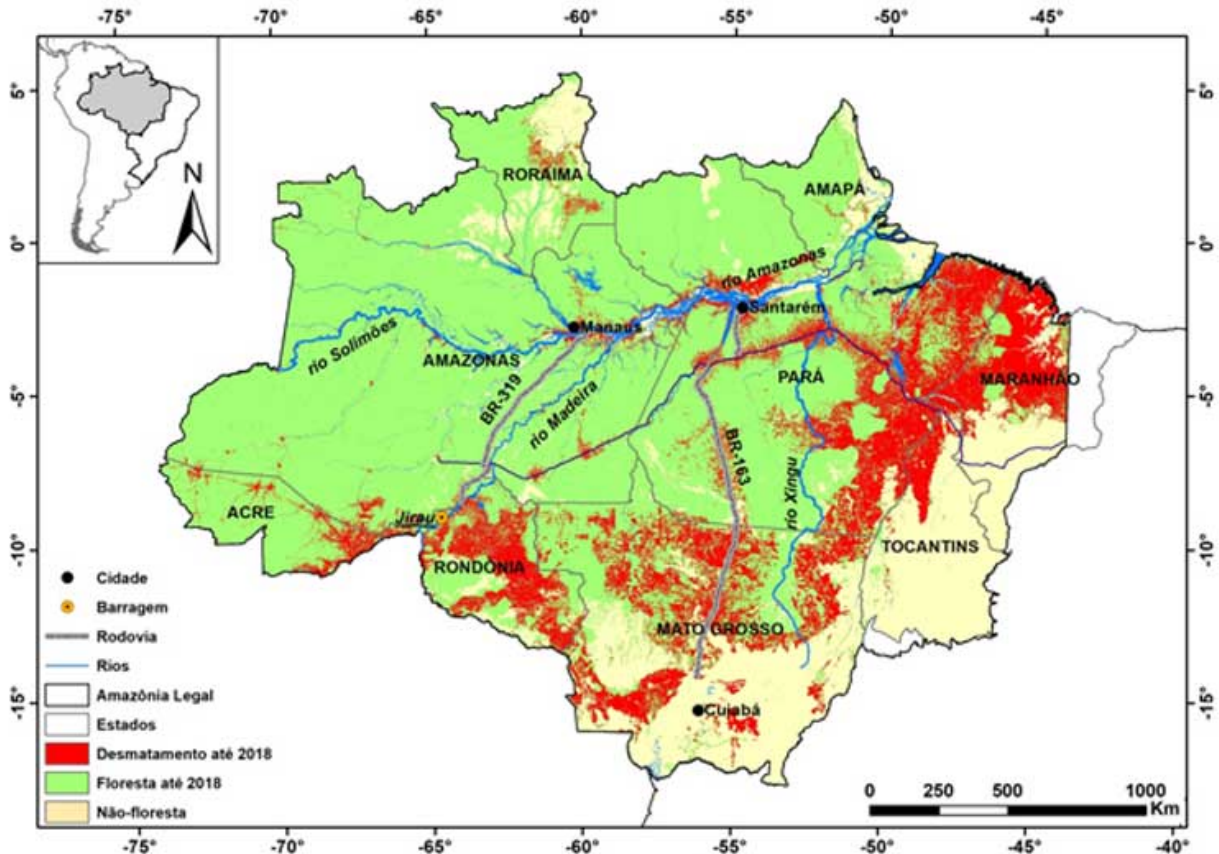 -75° -70° -65° -60° -55° -50° -45°
5°
5°
N
RORAIMA
AMAPÁ
0°
0°
rio Amazonas
Manaus
Santarém
rio Solimões
AMAZONAS
PARÁ
MARANHÃO
-5°
-5°
BR-319
rio Madeira
BR-163
rio Xingu
ACRE
Jirau
-10°
-10°
RONDÔNIA
TOCANTINS
MATO GROSSO
Cuiabá
-15°
-15°
Cidade
Barragem
Rodovia
Rios
Amazônia Legal
Estados
Desmatamento até 2018
Floresta até 2018
Não-floresta
0 250 500 1000
Km
-75° -70° -65° -60° -55° -50° -45° -40°